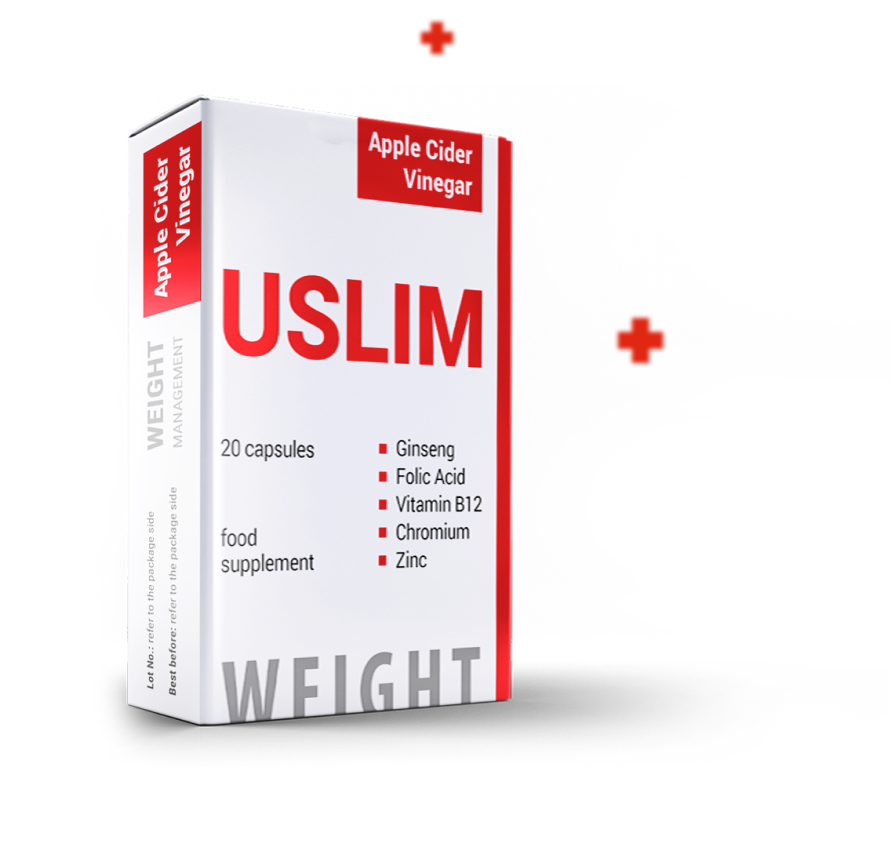 Apple Cider
Vinegar
WEIGHT
MANAGEMENT
Lot No.: refer to the package side
Best before: refer to the package side
Apple Cider
Vinegar
USLIM
20 capsules
food
supplement
Ginseng
Folic Acid
Vitamin B12
Chromium
Zinc
WEIGHT